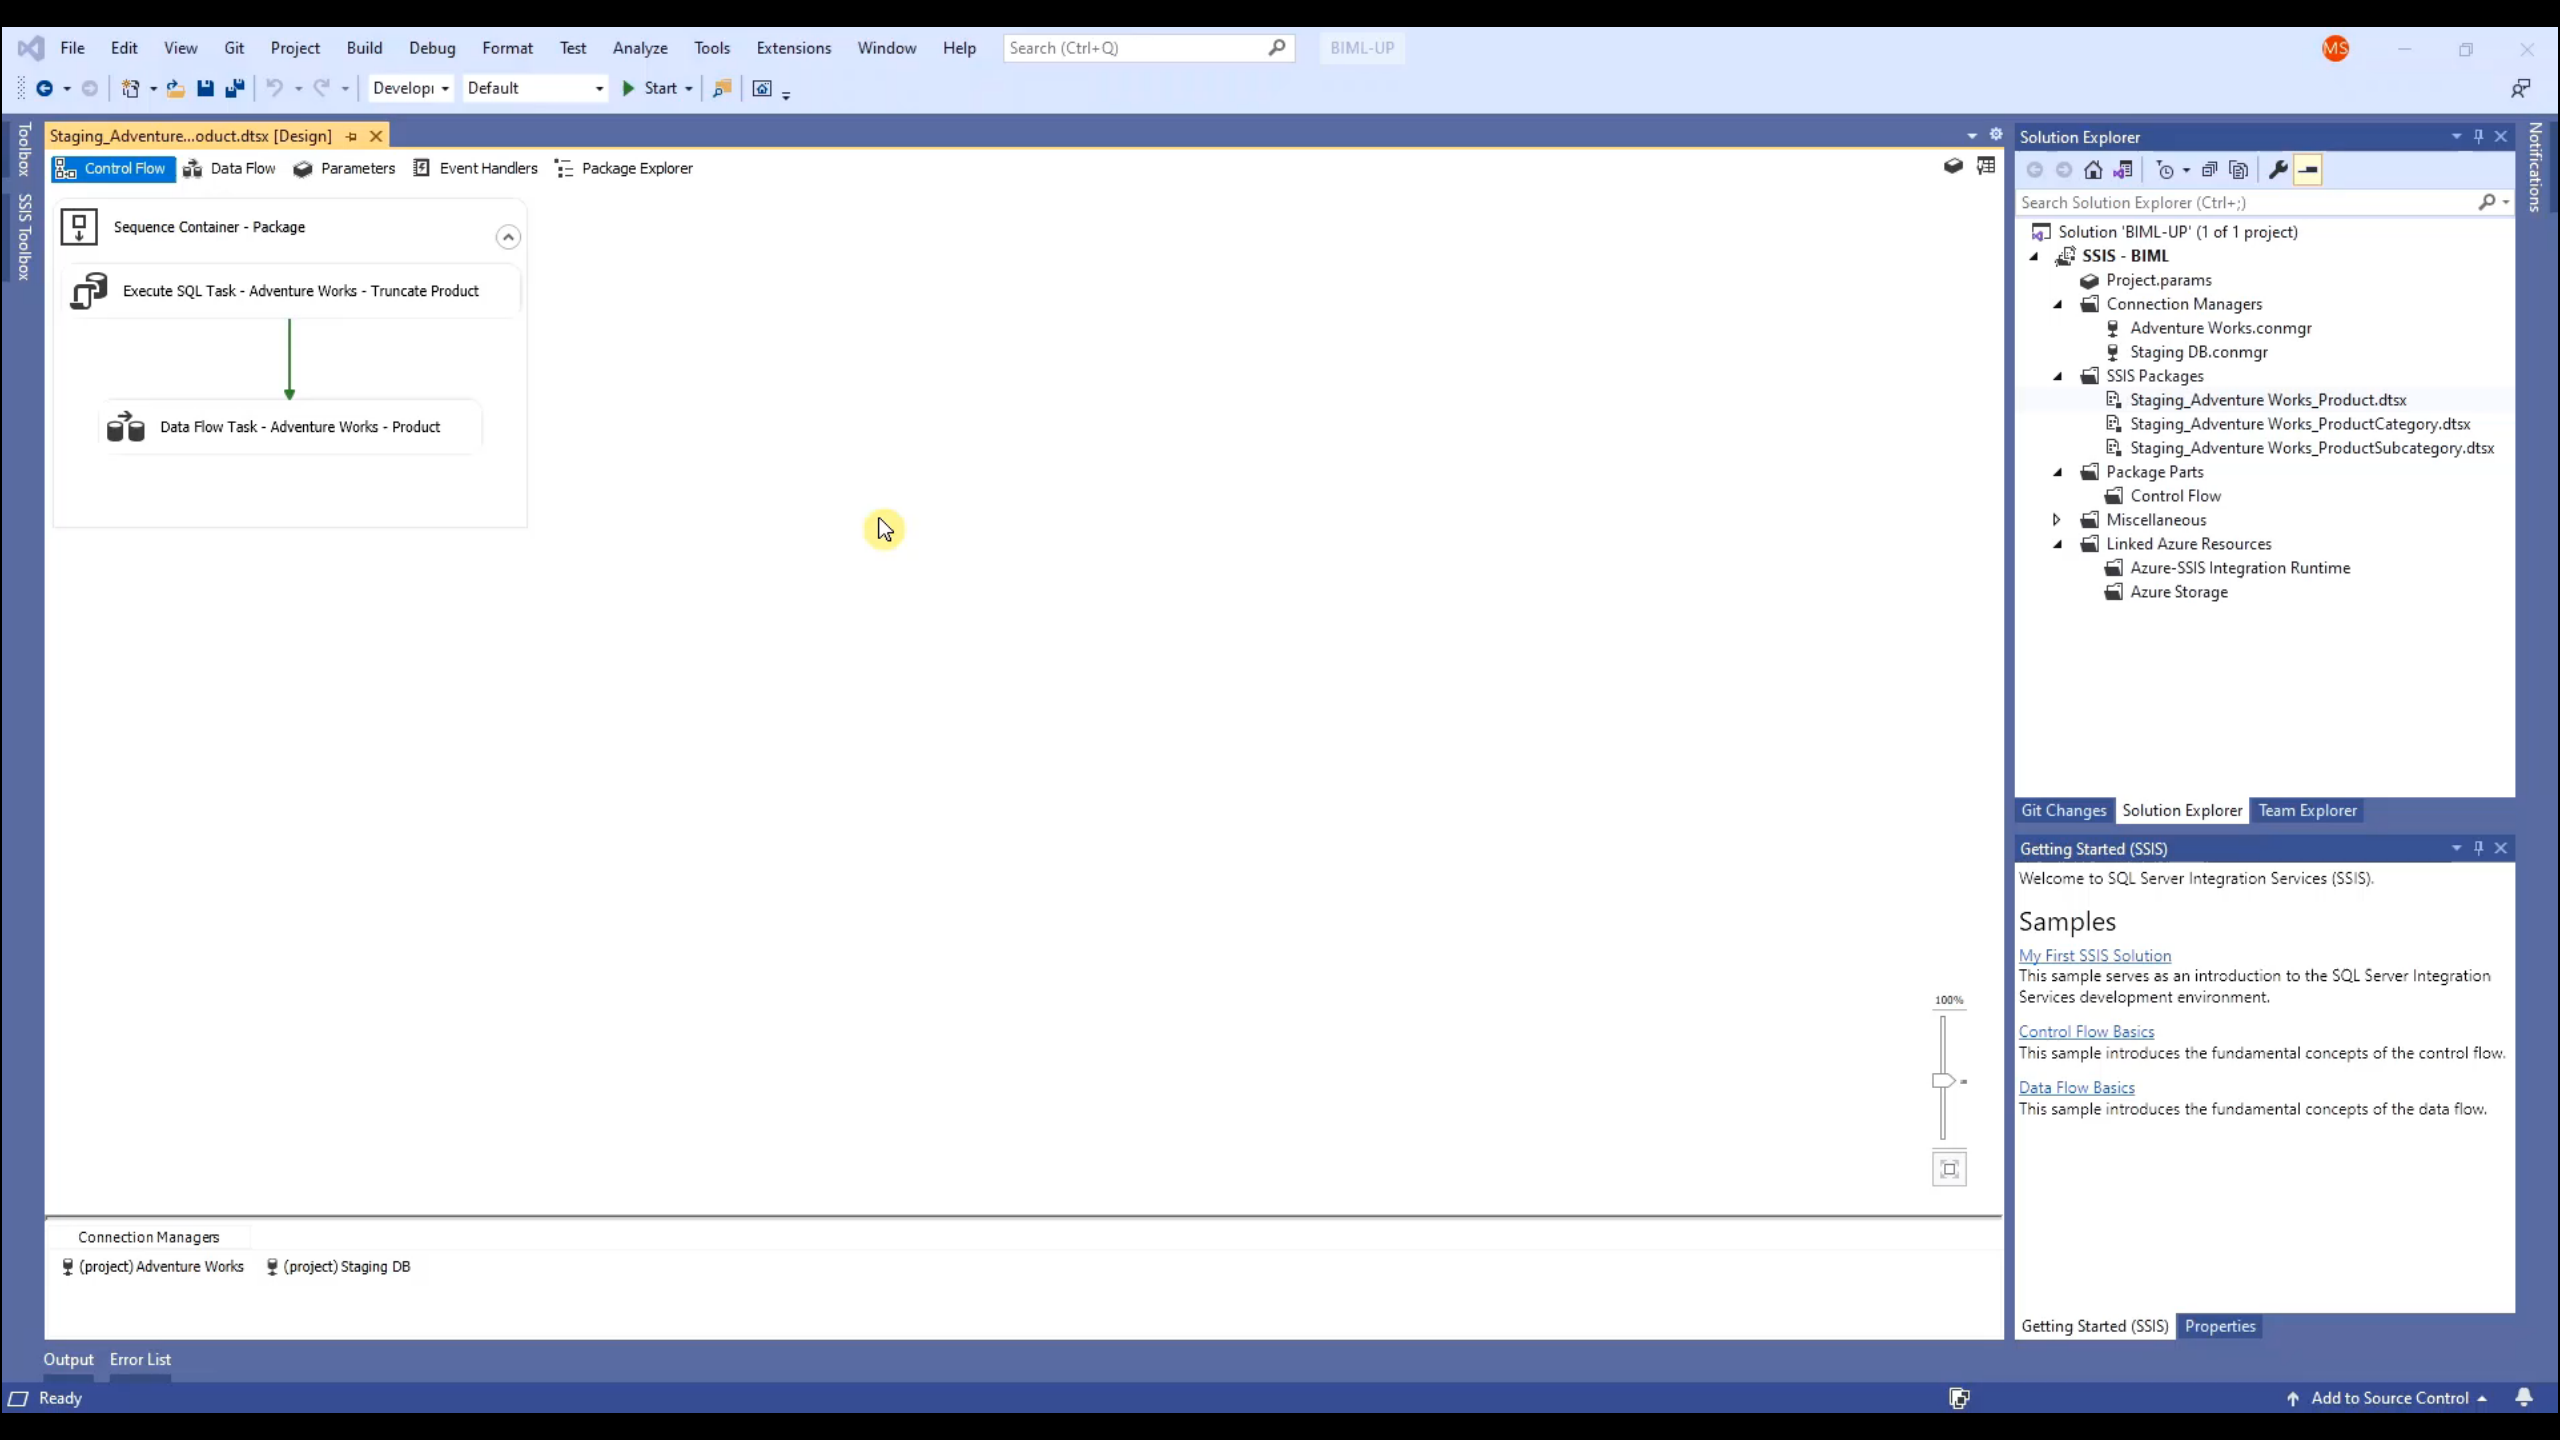 File Edit View Git Project Build Debug Format Test Analyze Tools Extensions Window Help Search (Ctrl+Q) BIML-UP MS
Developı Default Start
Toolbox
SSIS Toolbox
Staging_Adventure...oduct.dtsx [Design]
Control Flow Data Flow Parameters Event Handlers Package Explorer
Sequence Container - Package
Execute SQL Task - Adventure Works - Truncate Product
Data Flow Task - Adventure Works - Product
100%
Connection Managers
(project) Adventure Works (project) Staging DB
Solution Explorer
Search Solution Explorer (Ctrl+;)
Solution 'BIML-UP' (1 of 1 project)
SSIS - BIML
Project.params
Connection Managers
Adventure Works.conmgr
Staging DB.conmgr
SSIS Packages
Staging_Adventure Works_Product.dtsx
Staging_Adventure Works_ProductCategory.dtsx
Staging_Adventure Works_ProductSubcategory.dtsx
Package Parts
Control Flow
Miscellaneous
Linked Azure Resources
Azure-SSIS Integration Runtime
Azure Storage
Git Changes Solution Explorer Team Explorer
Getting Started (SSIS)
Welcome to SQL Server Integration Services (SSIS).
Samples
My First SSIS Solution
This sample serves as an introduction to the SQL Server Integration
Services development environment.
Control Flow Basics
This sample introduces the fundamental concepts of the control flow.
Data Flow Basics
This sample introduces the fundamental concepts of the data flow.
Getting Started (SSIS) Properties
Notifications
Output Error List
Ready Add to Source Control